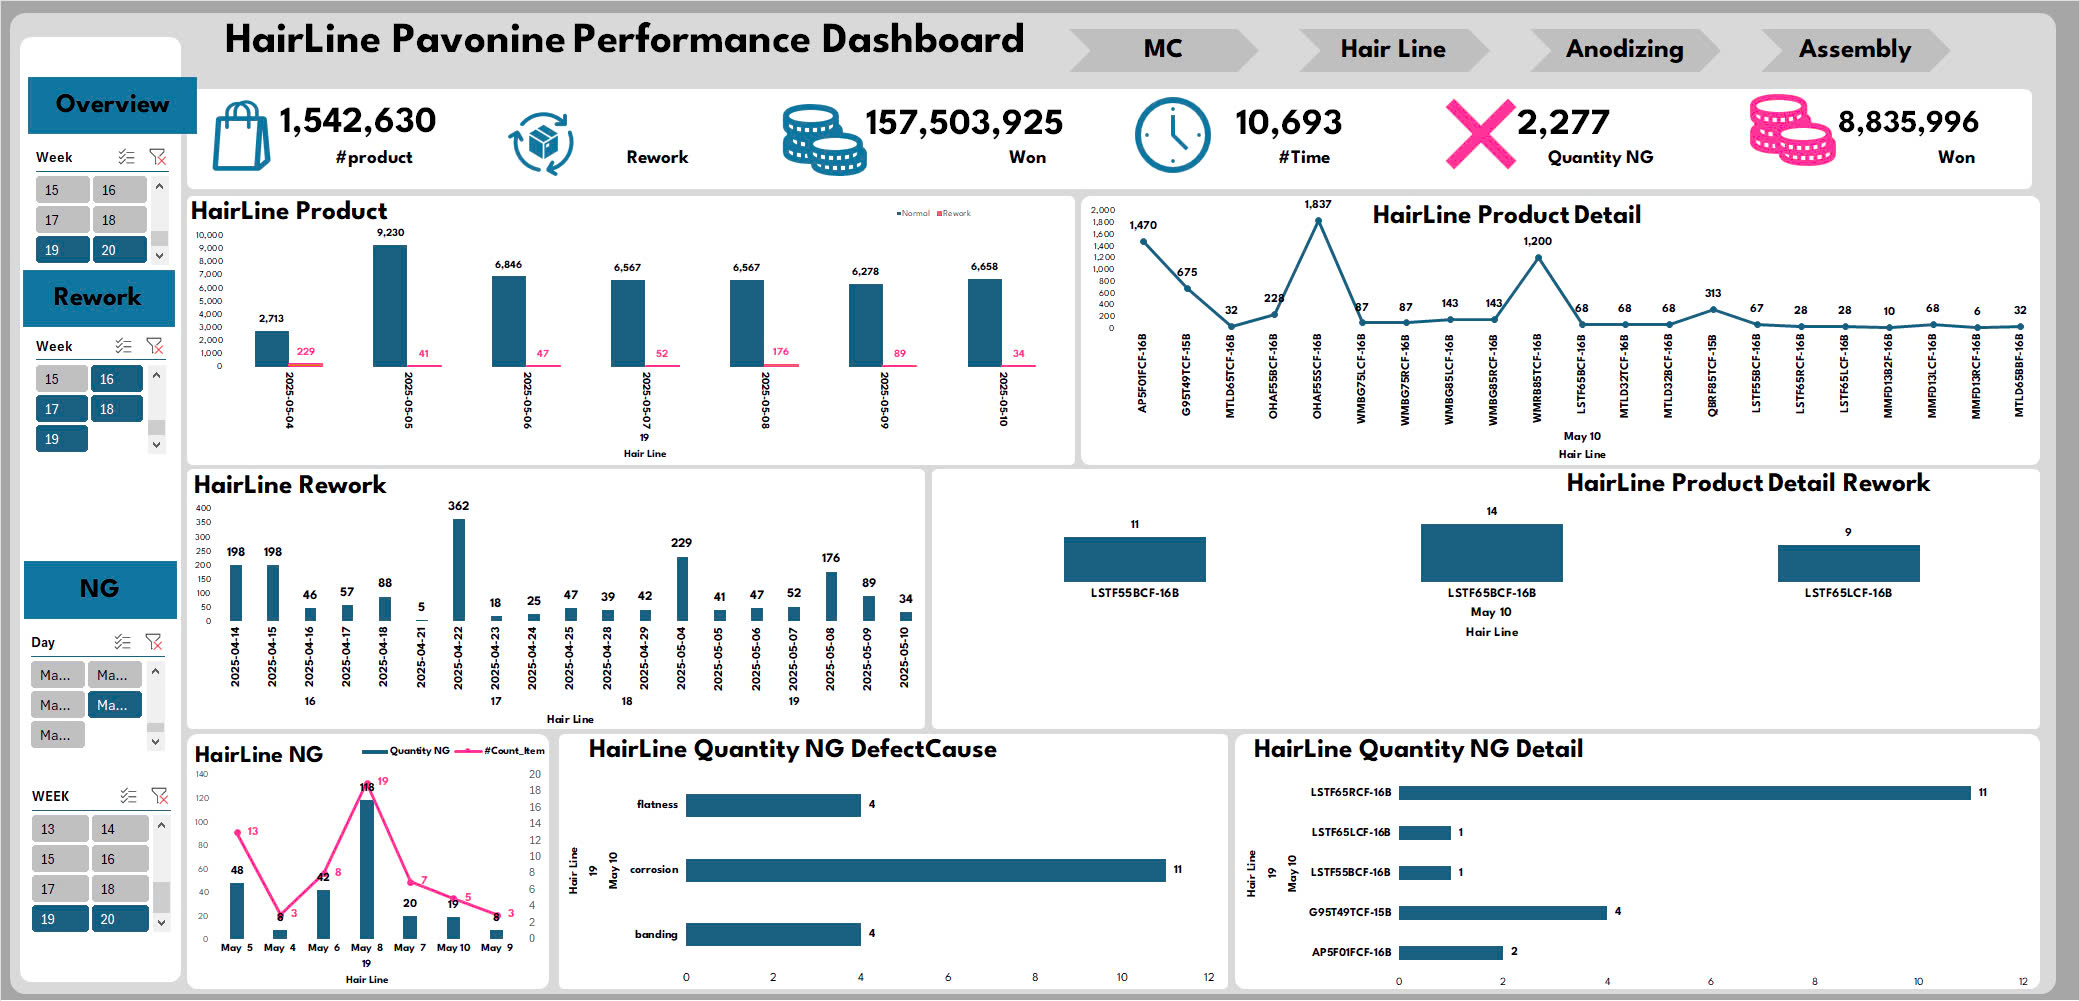 HairLine Pavonine Performance Dashboard
MC
Hair Line
Anodizing
Assembly
Overview
1,542,630
#product
Rework
157,503,925
Won
10,693
#Time
2,277
Quantity NG
8,835,996
Won
Week
15 16
17 18
19 20
Rework
Week
15 16
17 18
19
NG
Day
Ma... Ma...
Ma... Ma...
Ma...
WEEK
13 14
15 16
17 18
19 20
HairLine Product
Normal Rework
10,000
9,000
8,000
7,000
6,000
5,000
4,000
3,000
2,000
1,000
0
2,713 9,230 6,846 6,567 6,567 6,278 6,658
229 41 47 52 176 89 34
2025-05-04 2025-05-05 2025-05-06 2025-05-07 2025-05-08 2025-05-09 2025-05-10
19
Hair Line
HairLine Product Detail
2,000
1,800
1,600
1,400
1,200
1,000
800
600
400
200
0
1,470 675 32 228 1,837 87 87 143 143 1,200 68 68 68 313 67 28 28 10 68 6 32
AP5F01FCF-16B G95T49TCF-15B MTLD65TCF-16B OHAF55BCF-16B OHAF55SCF-16B WMBG75LCF-16B WMBG75RCF-16B WMBG85LCF-16B WMBG85RCF-16B WMRB85TCF-16B LSTF65BCF-16B MTLD32TCF-16B MTLD32BCF-16B QBRF85TCF-15B LSTF55BCF-16B LSTF65RCF-16B LSTF65LCF-16B MMFD13B2F-16B MMFD13LCF-16B MMFD13RCF-16B MTLD65BBF-16B
May 10
Hair Line
HairLine Rework
400
350
300
250
200
150
100
50
0
198 198 46 57 88 5 362 18 25 47 39 42 229 41 47 52 176 89 34
2025-04-14 2025-04-15 2025-04-16 2025-04-17 2025-04-18 2025-04-21 2025-04-22 2025-04-23 2025-04-24 2025-04-25 2025-04-28 2025-04-29 2025-05-04 2025-05-05 2025-05-06 2025-05-07 2025-05-08 2025-05-09 2025-05-10
16 17 18 19
Hair Line
HairLine Product Detail Rework
11 14 9
LSTF55BCF-16B LSTF65BCF-16B LSTF65LCF-16B
May 10
Hair Line
HairLine NG
Quantity NG #Count_Item
140
120
100
80
60
40
20
0
48 8 42 118 20 19 8
13 3 8 19 7 5 3
20
18
16
14
12
10
8
6
4
2
0
May 5 May 4 May 6 May 8 May 7 May 10 May 9
19
Hair Line
HairLine Quantity NG DefectCause
Hair Line
19
May 10
flatness 4
corrosion 11
banding 4
0 2 4 6 8 10 12
HairLine Quantity NG Detail
Hair Line
19
May 10
LSTF65RCF-16B 11
LSTF65LCF-16B 1
LSTF55BCF-16B 1
G95T49TCF-15B 4
AP5F01FCF-16B 2
0 2 4 6 8 10 12